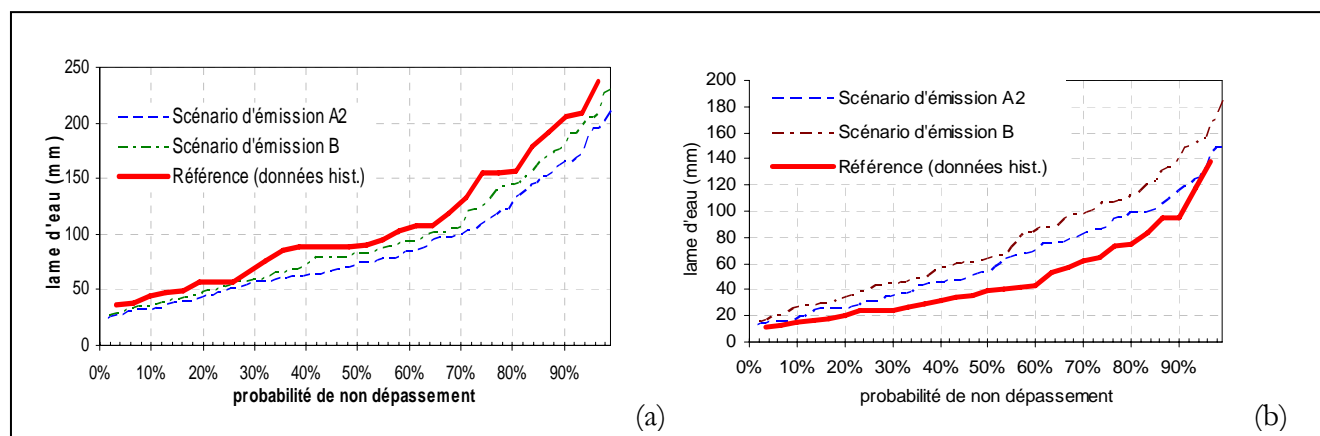 250
200
150
100
50
0
lame d'eau (mm)
Scénario d'émission A2
Scénario d'émission B
Référence (données hist.)
0% 10% 20% 30% 40% 50% 60% 70% 80% 90%
probabilité de non dépassement
(a)
200
180
160
140
120
100
80
60
40
20
0
lame d'eau (mm)
Scénario d'émission A2
Scénario d'émission B
Référence (données hist.)
0% 10% 20% 30% 40% 50% 60% 70% 80% 90%
probabilité de non dépassement
(b)